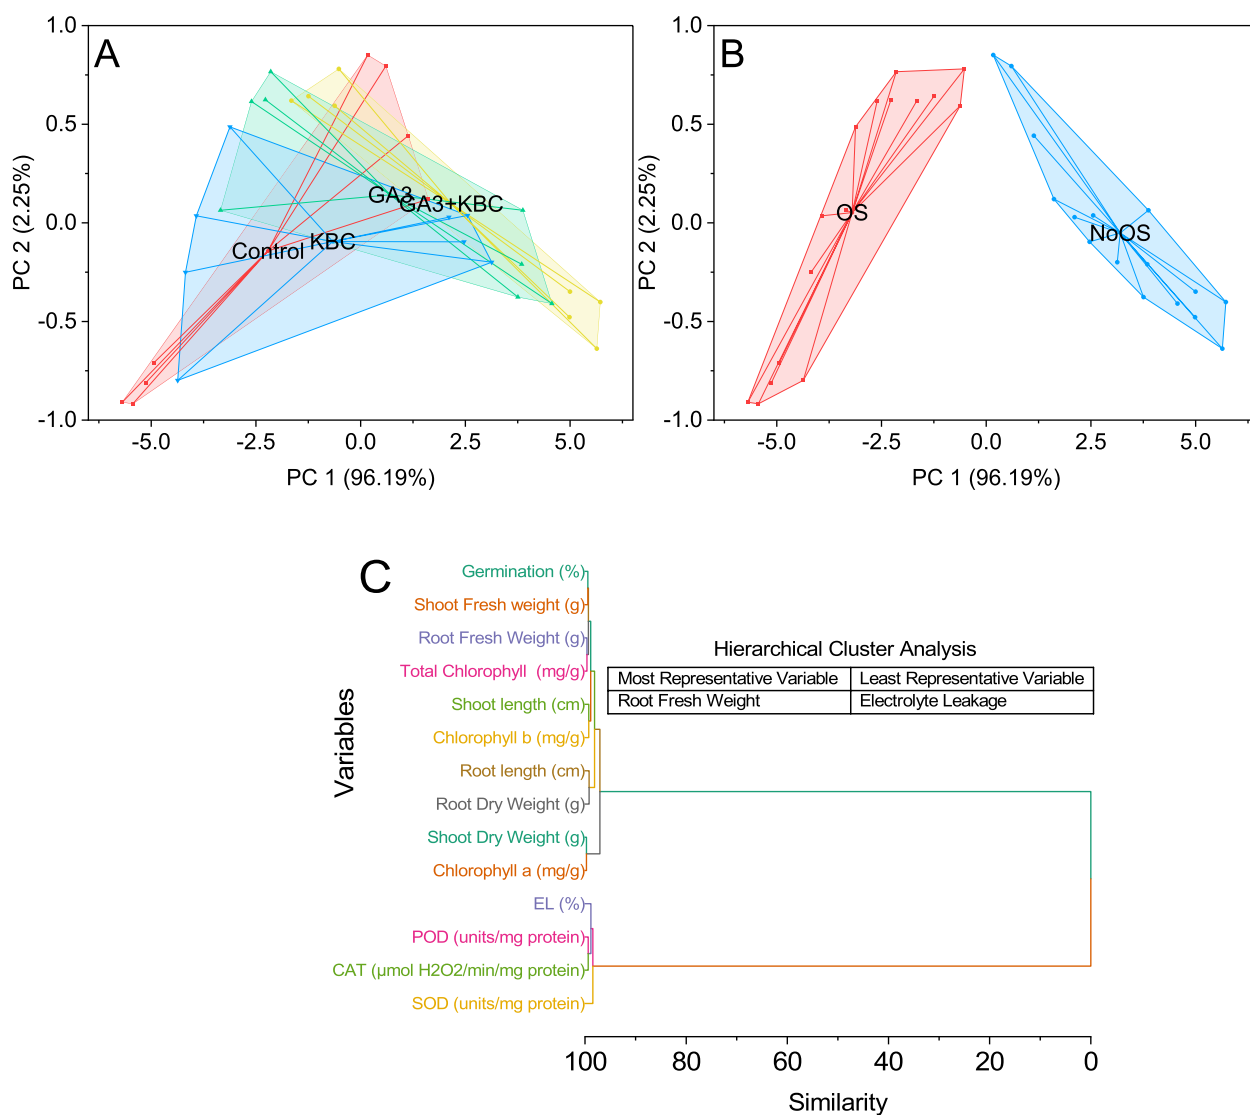 A
1.0
0.5
0.0
-0.5
-1.0
PC 2 (2.25%)
GA3
GA3+KBC
KBC
Control
-5.0 -2.5 0.0 2.5 5.0
PC 1 (96.19%)
B
1.0
0.5
0.0
-0.5
-1.0
PC 2 (2.25%)
OS
NoOS
-5.0 -2.5 0.0 2.5 5.0
PC 1 (96.19%)
C
Variables
Germination (%)
Shoot Fresh weight (g)
Root Fresh Weight (g)
Total Chlorophyll (mg/g)
Shoot length (cm)
Chlorophyll b (mg/g)
Root length (cm)
Root Dry Weight (g)
Shoot Dry Weight (g)
Chlorophyll a (mg/g)
EL (%)
POD (units/mg protein)
CAT (μmol H2O2/min/mg protein)
SOD (units/mg protein)
Hierarchical Cluster Analysis
Most Representative Variable Least Representative Variable
Root Fresh Weight Electrolyte Leakage
100 80 60 40 20 0
Similarity